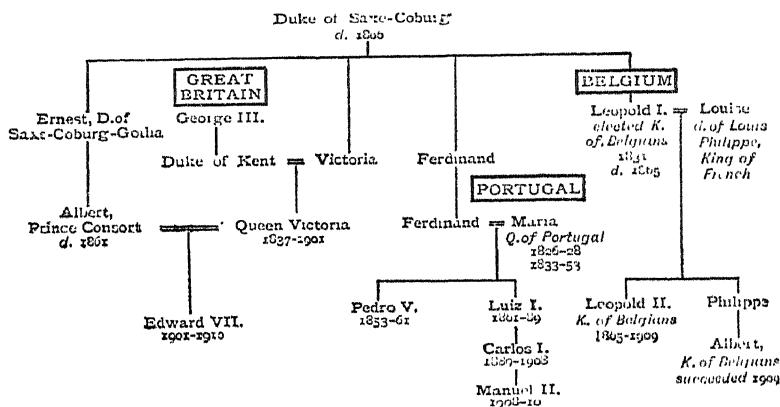 Duke of Saxe-Coburg
d. 1806
GREAT
BRITAIN
BELGIUM
Ernest, D. of
Saxe-Coburg-Gotha
George III.
Leopold I. = Louise
elected K.
of Belgians
1831
d. 1865
d. of Louis
Philippe,
King of
French
Duke of Kent = Victoria
Ferdinand
PORTUGAL
Albert,
Prince Consort
d. 1861
Queen Victoria
1837-1901
Ferdinand = Maria
Q. of Portugal
1826-28
1833-53
Edward VII.
1901-1910
Pedro V.
1853-61
Luiz I.
1861-89
Leopold II.
K. of Belgians
1865-1909
Philippe
Carlos I.
1889-1908
Albert,
K. of Belgians
succeeded 1909
Manuel II.
1908-10